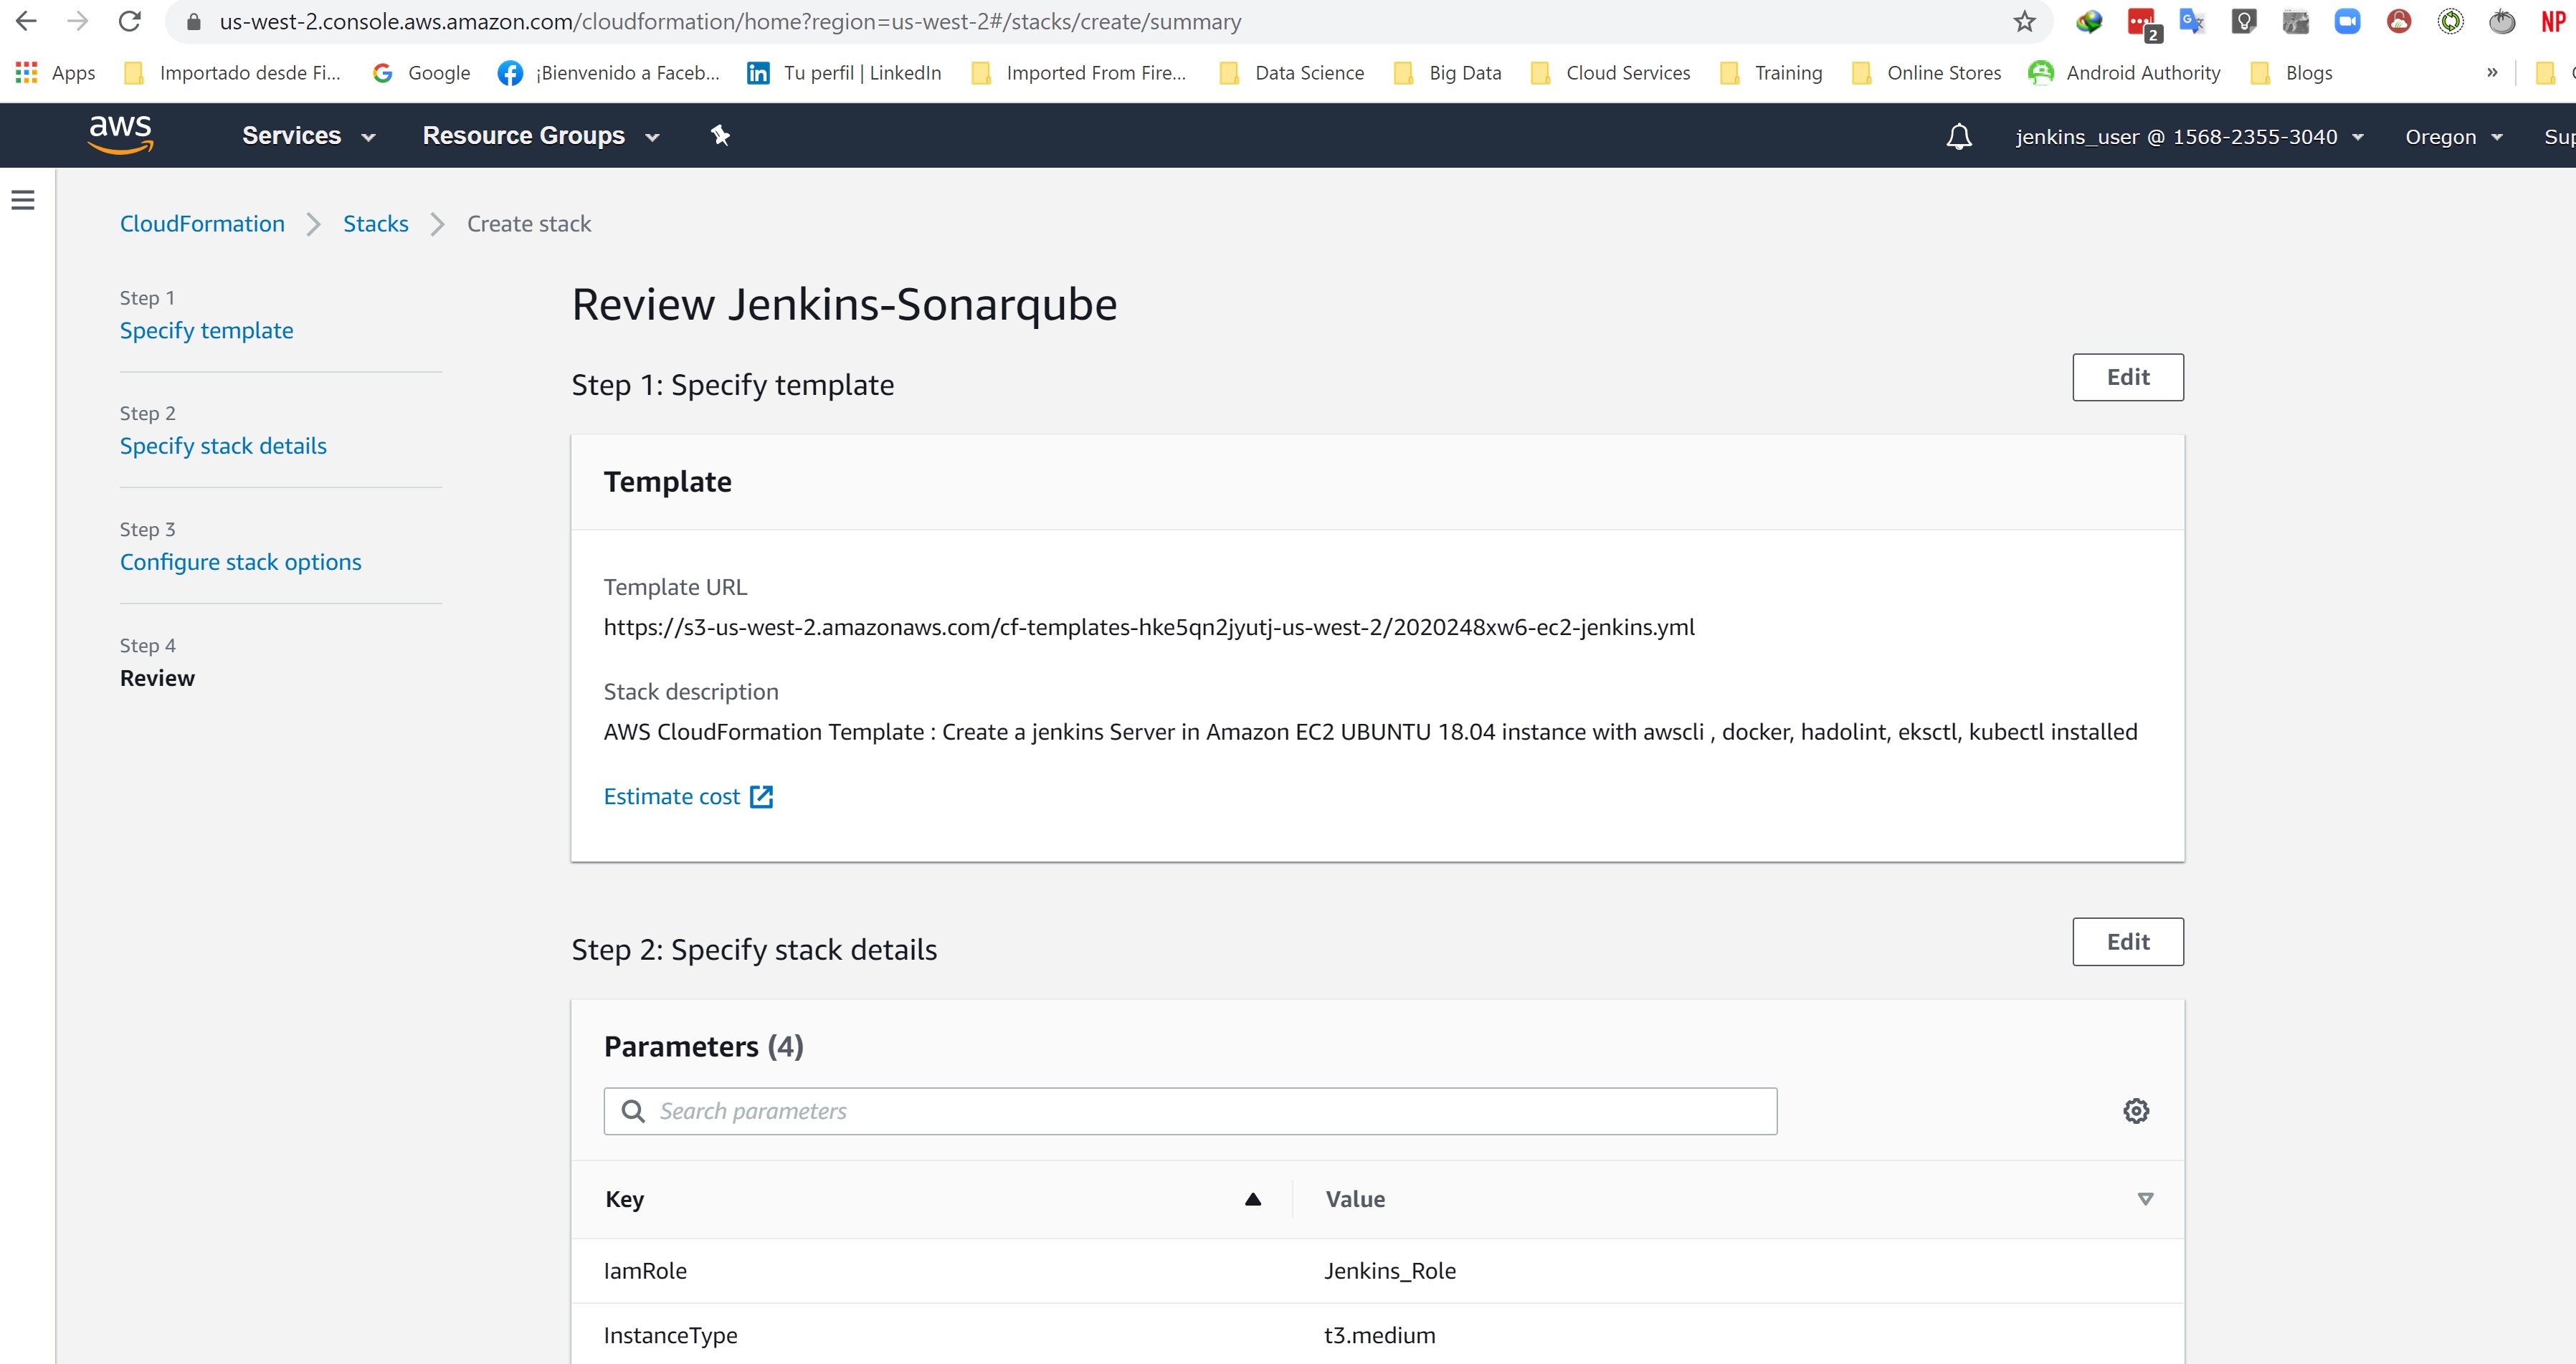 us-west-2.console.aws.amazon.com/cloudformation/home?region=us-west-2#/stacks/create/summary
2
NP
Apps
Importado desde Fi...
Google
¡Bienvenido a Faceb...
Tu perfil | LinkedIn
Imported From Fire...
Data Science
Big Data
Cloud Services
Training
Online Stores
Android Authority
Blogs
»
aws
Services
Resource Groups
jenkins_user @ 1568-2355-3040
Oregon
CloudFormation
Stacks
Create stack
Step 1
Specify template
Step 2
Specify stack details
Step 3
Configure stack options
Step 4
Review
Review Jenkins-Sonarqube
Step 1: Specify template
Edit
Template
Template URL
https://s3-us-west-2.amazonaws.com/cf-templates-hke5qn2jyutj-us-west-2/2020248xw6-ec2-jenkins.yml
Stack description
AWS CloudFormation Template : Create a jenkins Server in Amazon EC2 UBUNTU 18.04 instance with awscli , docker, hadolint, eksctl, kubectl installed
Estimate cost
Step 2: Specify stack details
Edit
Parameters (4)
Search parameters
Key
Value
IamRole
Jenkins_Role
InstanceType
t3.medium